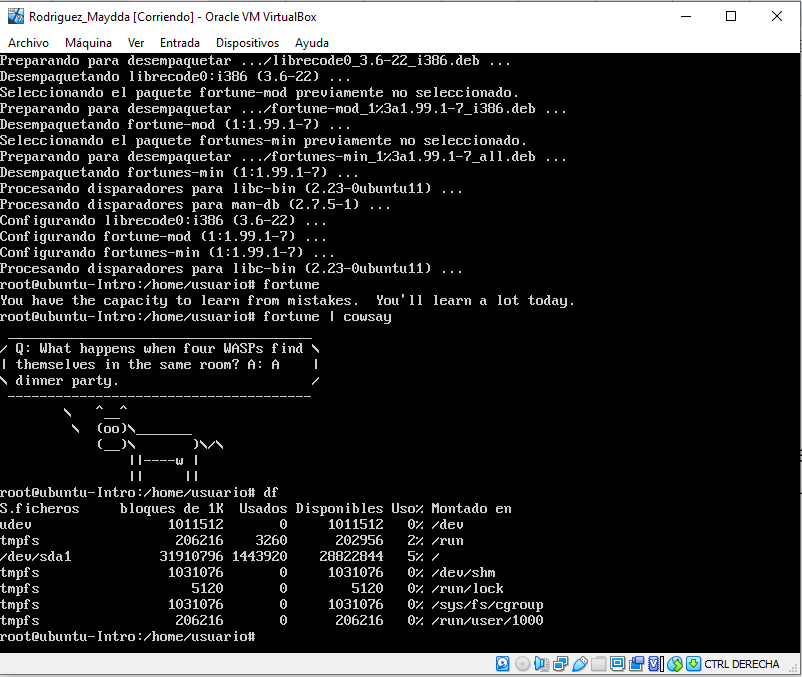 Rodriguez_Maydda [Corriendo] - Oracle VM VirtualBox
Archivo Máquina Ver Entrada Dispositivos Ayuda
Preparando para desempaquetar .../librecode0_3.6-22_i386.deb ...
Desempaquetando librecode0:i386 (3.6-22) ...
Seleccionando el paquete fortune-mod previamente no seleccionado.
Preparando para desempaquetar .../fortune-mod_1%3a1.99.1-7_i386.deb ...
Desempaquetando fortune-mod (1:1.99.1-7) ...
Seleccionando el paquete fortunes-min previamente no seleccionado.
Preparando para desempaquetar .../fortunes-min_1%3a1.99.1-7_all.deb ...
Desempaquetando fortunes-min (1:1.99.1-7) ...
Procesando disparadores para libc-bin (2.23-0ubuntu11) ...
Procesando disparadores para man-db (2.7.5-1) ...
Configurando librecode0:i386 (3.6-22) ...
Configurando fortune-mod (1:1.99.1-7) ...
Configurando fortunes-min (1:1.99.1-7) ...
Procesando disparadores para libc-bin (2.23-0ubuntu11) ...
root@ubuntu-Intro:/home/usuario# fortune
You have the capacity to learn from mistakes.  You'll learn a lot today.
root@ubuntu-Intro:/home/usuario# fortune | cowsay
 ______________________________________
/ Q: What happens when four WASPs find \
| themselves in the same room? A: A    |
\ dinner party.                        /
 --------------------------------------
        \   ^__^
         \  (oo)\_______
            (__)\       )\/\
                ||----w |
                ||     ||
root@ubuntu-Intro:/home/usuario# df
S.ficheros     bloques de 1K  Usados Disponibles Uso% Montado en
udev                 1011512       0     1011512   0% /dev
tmpfs                 206216    3260      202956   2% /run
/dev/sda1           31910796 1443920    28822844   5% /
tmpfs                1031076       0     1031076   0% /dev/shm
tmpfs                   5120       0        5120   0% /run/lock
tmpfs                1031076       0     1031076   0% /sys/fs/cgroup
tmpfs                 206216       0      206216   0% /run/user/1000
root@ubuntu-Intro:/home/usuario#
CTRL DERECHA